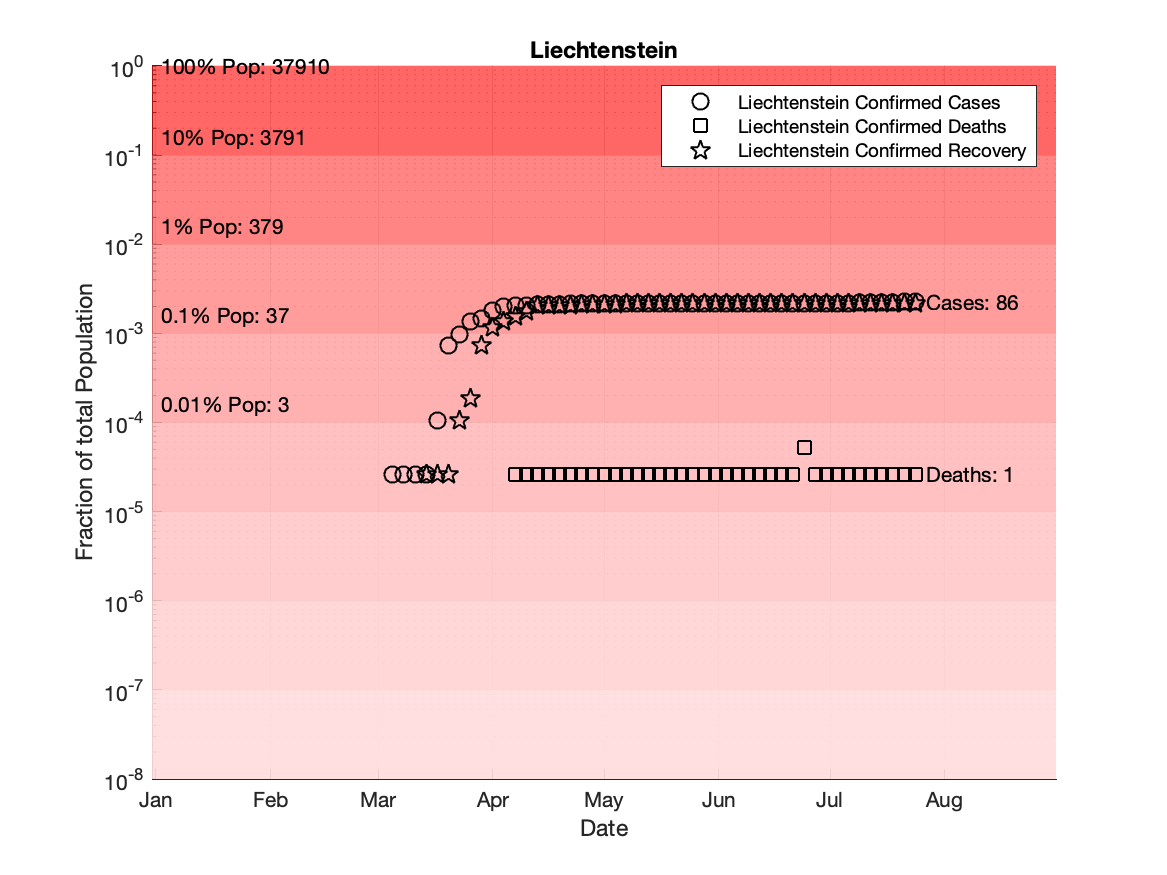 Liechtenstein
10^0
100% Pop: 37910
Liechtenstein Confirmed Cases
Liechtenstein Confirmed Deaths
Liechtenstein Confirmed Recovery
10% Pop: 3791
10^-1
1% Pop: 379
10^-2
Cases: 86
0.1% Pop: 37
10^-3
0.01% Pop: 3
10^-4
Deaths: 1
10^-5
10^-6
10^-7
10^-8
Fraction of total Population
Jan Feb Mar Apr May Jun Jul Aug
Date